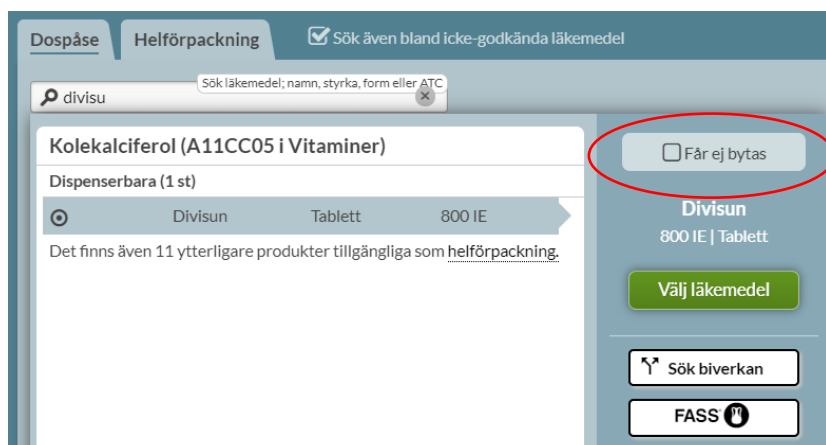 Dospåse
Helförpackning
Sök även bland icke-godkända läkemedel
Sök läkemedel; namn, styrka, form eller ATC
divisu
Kolekalciferol (A11CC05 i Vitaminer)
Dispenserbara (1 st)
Divisun Tablett 800 IE
Det finns även 11 ytterligare produkter tillgängliga som helförpackning.
Får ej bytas
Divisun
800 IE | Tablett
Välj läkemedel
Sök biverkan
FASS